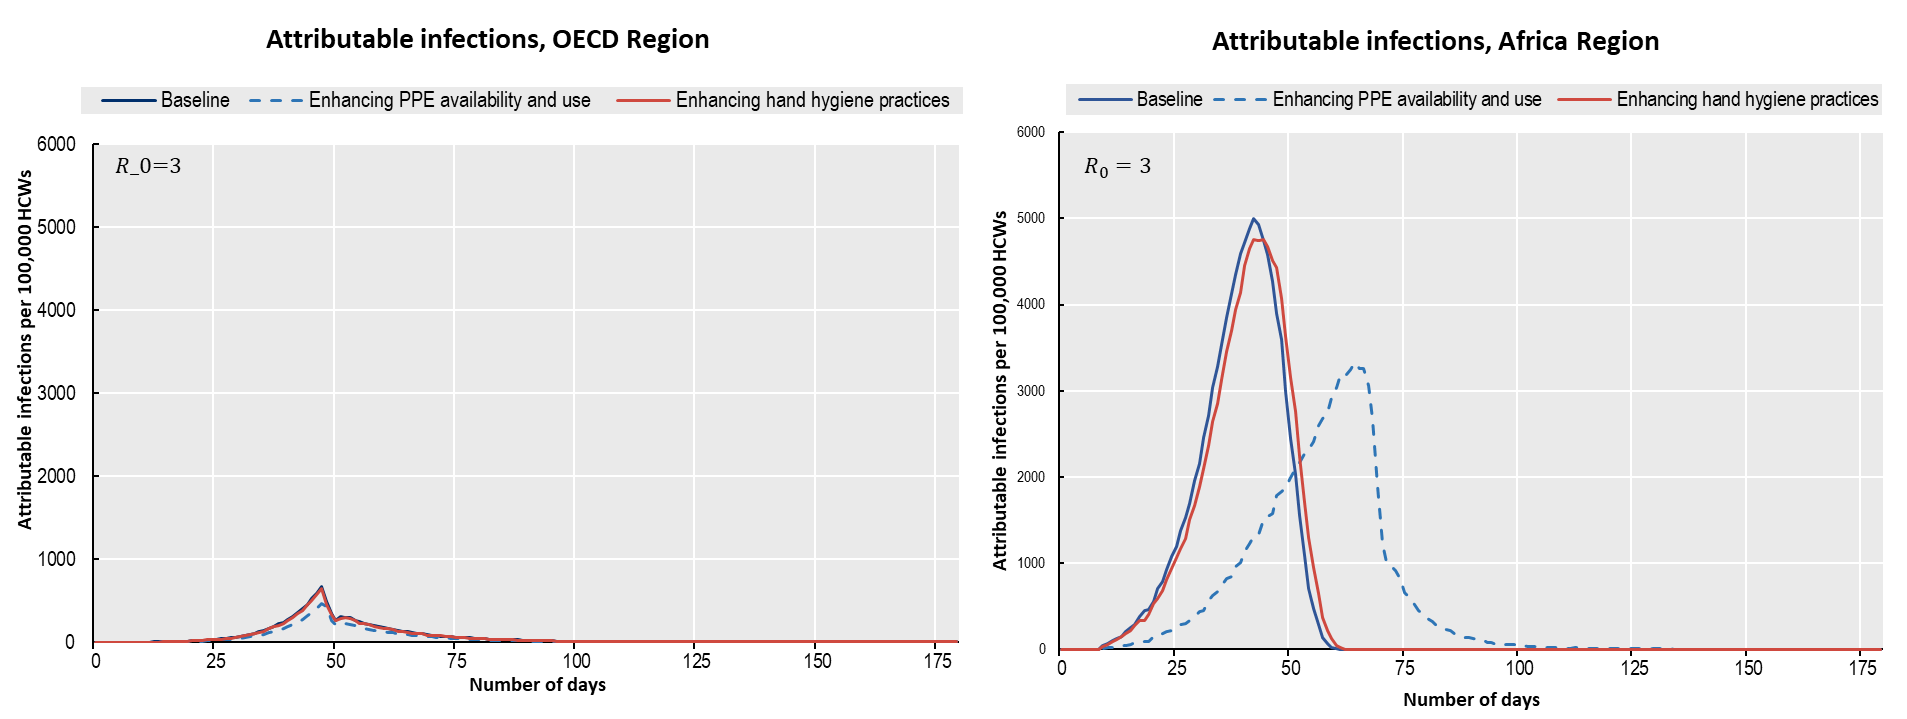 Attributable infections, OECD Region
Baseline Enhancing PPE availability and use Enhancing hand hygiene practices
Attributable infections per 100,000 HCWs
6000
5000
4000
3000
2000
1000
0
R_0=3
0 25 50 75 100 125 150 175
Number of days
Attributable infections, Africa Region
Baseline Enhancing PPE availability and use Enhancing hand hygiene practices
Attributable infections per 100,000 HCWs
6000
5000
4000
3000
2000
1000
0
R₀ = 3
0 25 50 75 100 125 150 175
Number of days